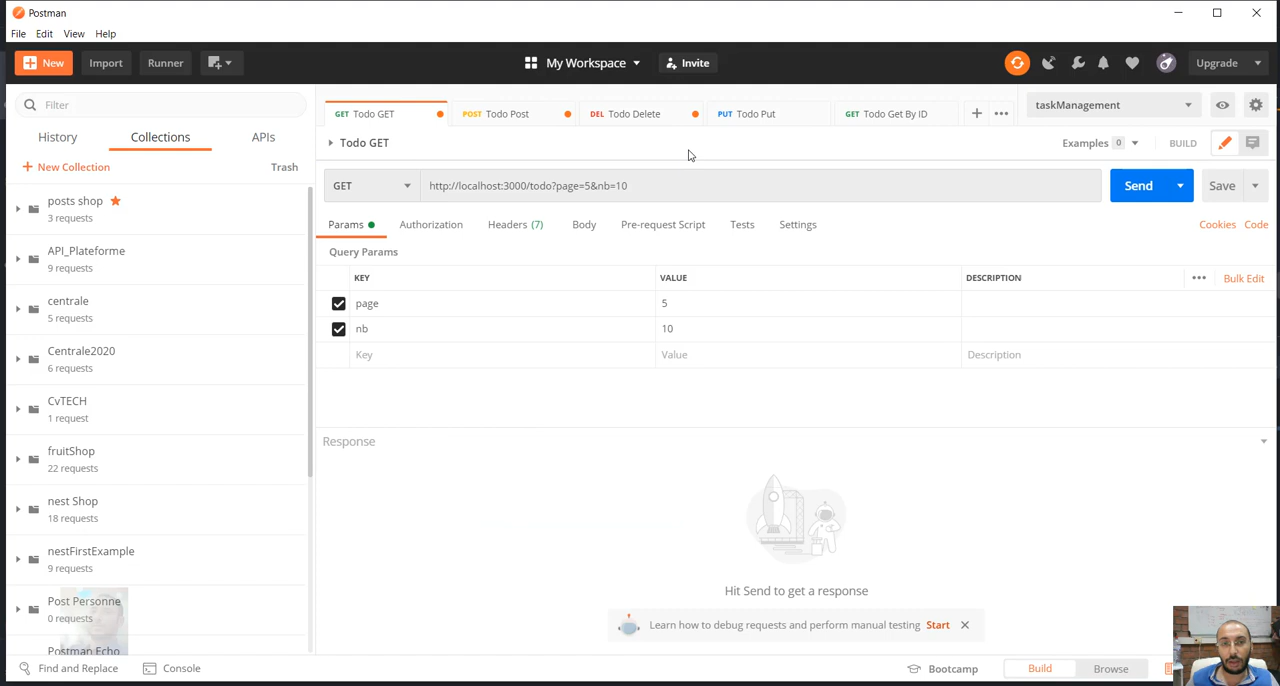 Postman
File Edit View Help
New Import Runner My Workspace Invite Upgrade
Filter
History Collections APIs
+ New Collection Trash
posts shop
3 requests
API_Plateforme
9 requests
centrale
5 requests
Centrale2020
6 requests
CvTECH
1 request
fruitShop
22 requests
nest Shop
18 requests
nestFirstExample
9 requests
Post Personne
0 requests
Postman Echo
GET Todo GET POST Todo Post DEL Todo Delete PUT Todo Put GET Todo Get By ID + ••• taskManagement
Todo GET Examples 0 BUILD
GET http://localhost:3000/todo?page=5&nb=10 Send Save
Params Authorization Headers (7) Body Pre-request Script Tests Settings Cookies Code
Query Params
KEY VALUE DESCRIPTION ••• Bulk Edit
page 5
nb 10
Key Value Description
Response
Hit Send to get a response
Learn how to debug requests and perform manual testing Start
Find and Replace Console Bootcamp Build Browse